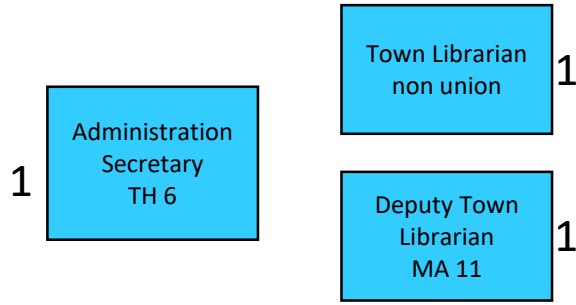 Town Librarian
non union
1
Administration
Secretary
TH 6
1
Deputy Town
Librarian
MA 11
1